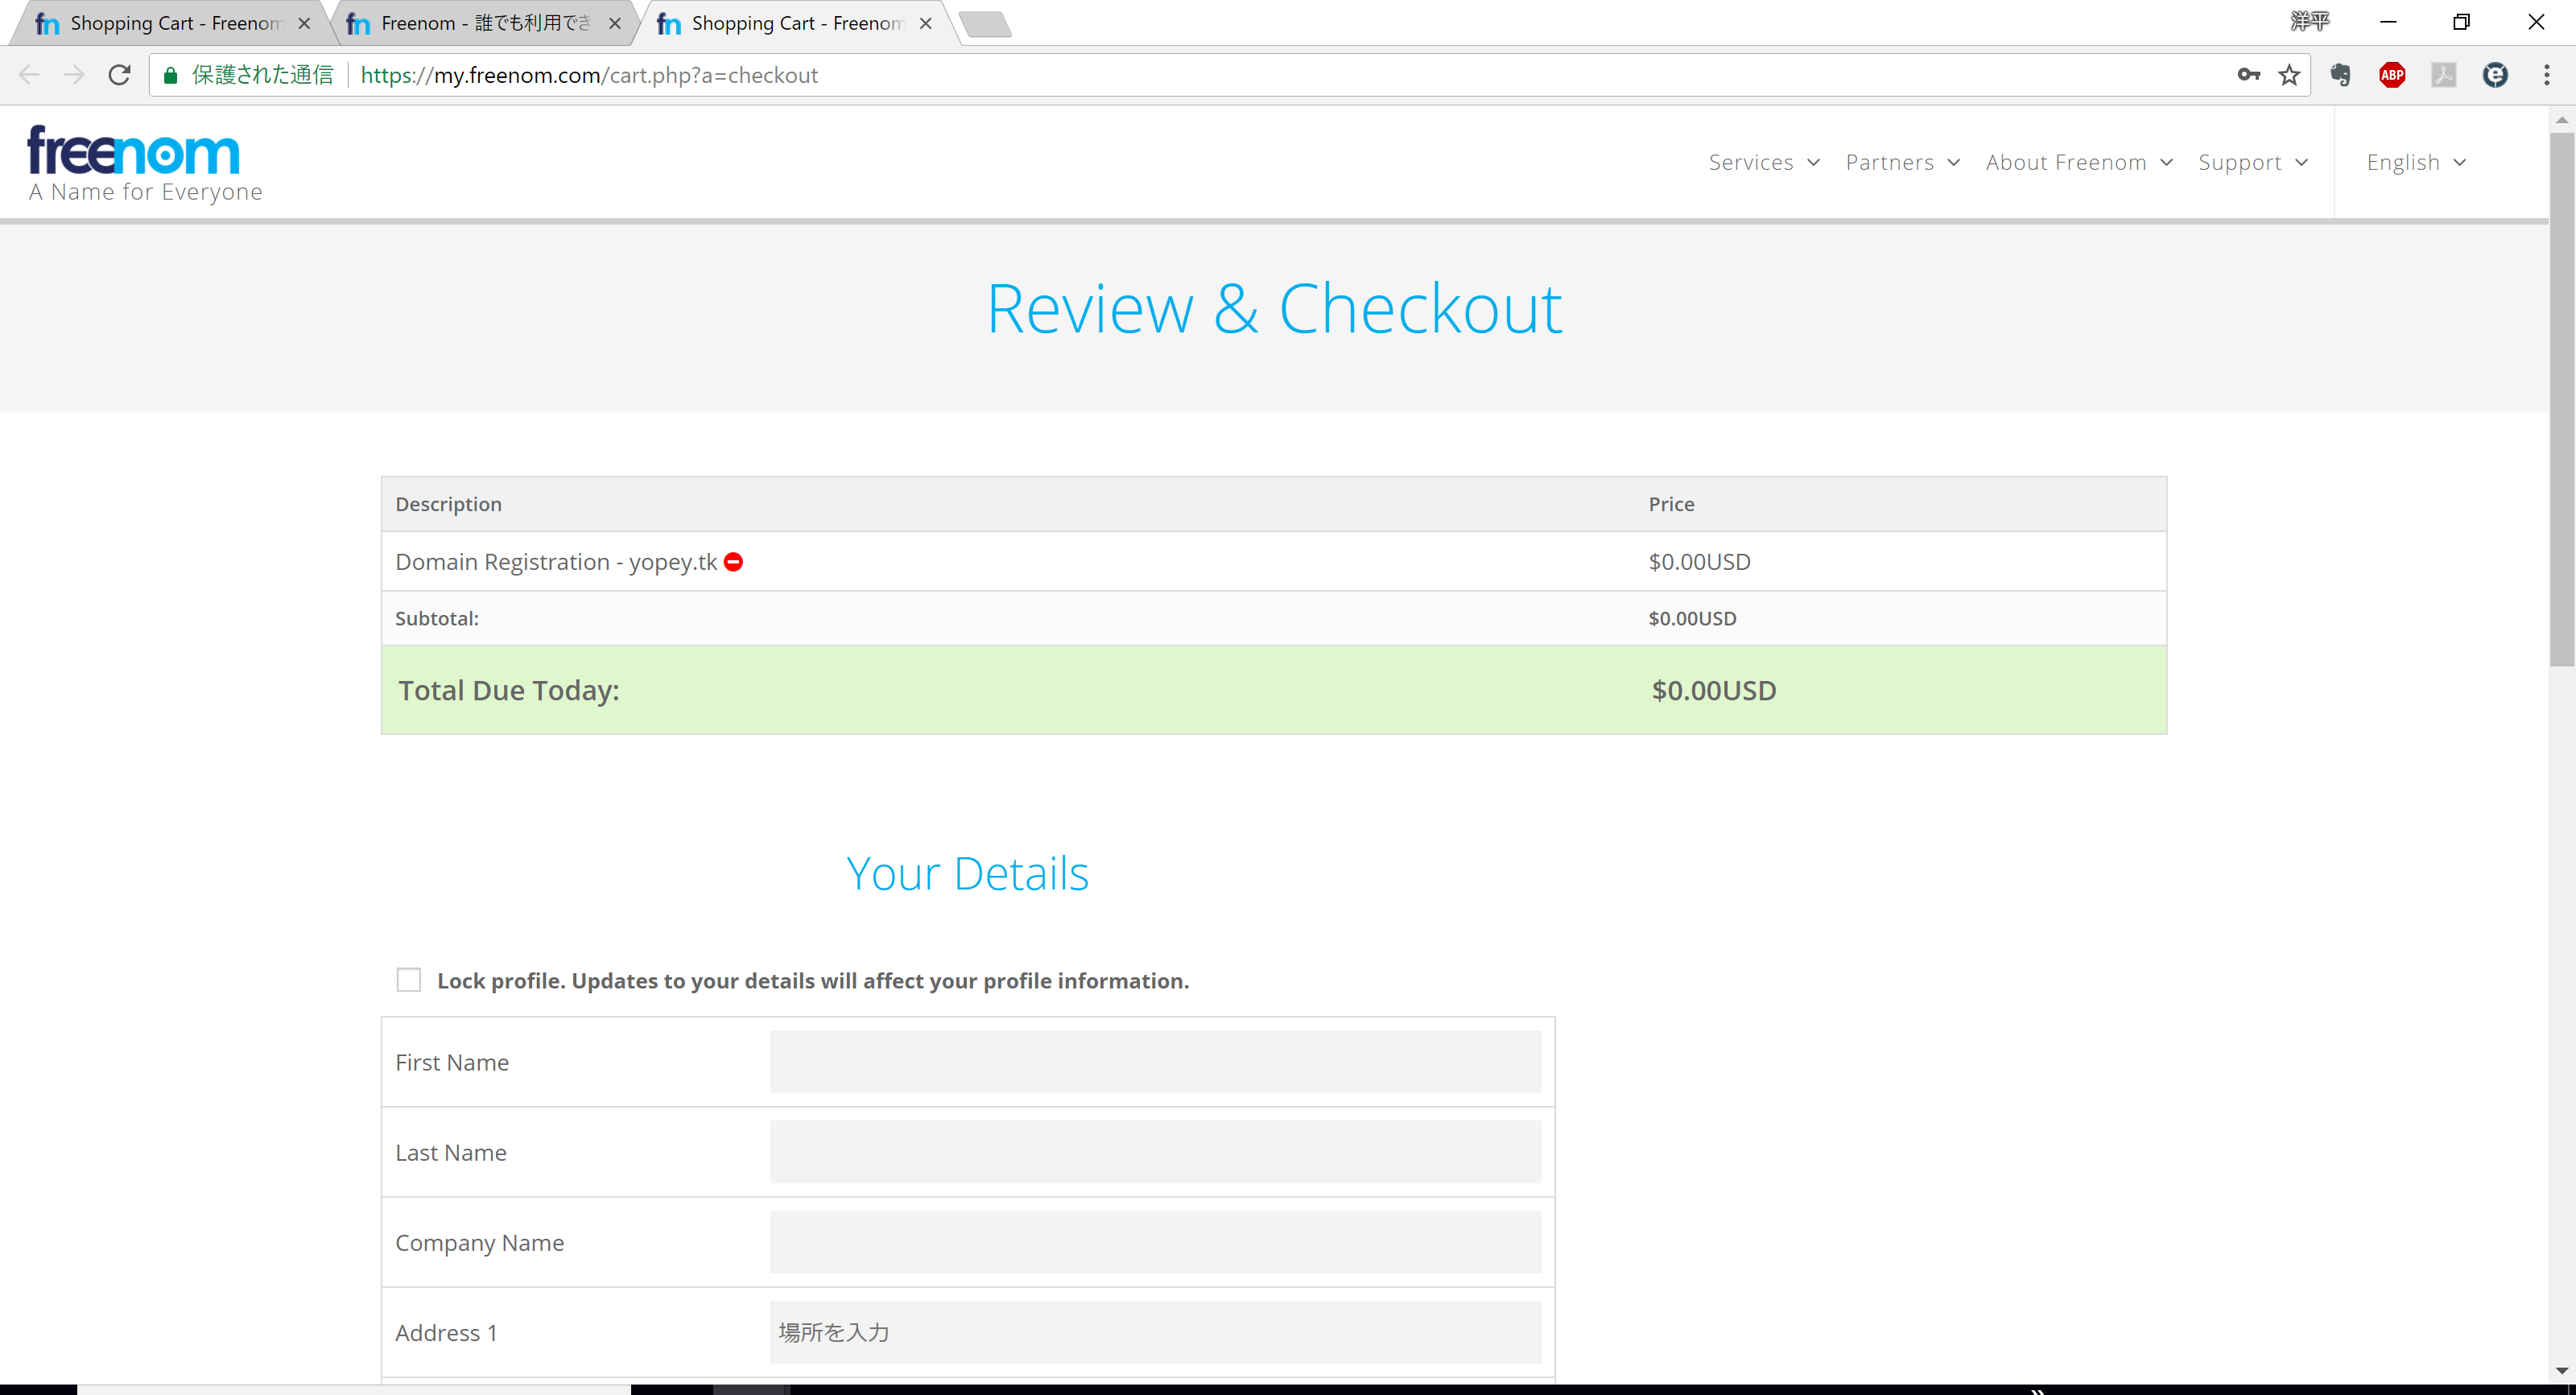 Shopping Cart - Freenom
Freenom - 誰でも利用でき
Shopping Cart - Freenom
洋平
保護された通信
https://my.freenom.com/cart.php?a=checkout
ABP
freenom
A Name for Everyone
Services
Partners
About Freenom
Support
English
Review & Checkout
Description Price
Domain Registration - yopey.tk $0.00USD
Subtotal: $0.00USD
Total Due Today: $0.00USD
Your Details
Lock profile. Updates to your details will affect your profile information.
First Name
Last Name
Company Name
Address 1 場所を入力